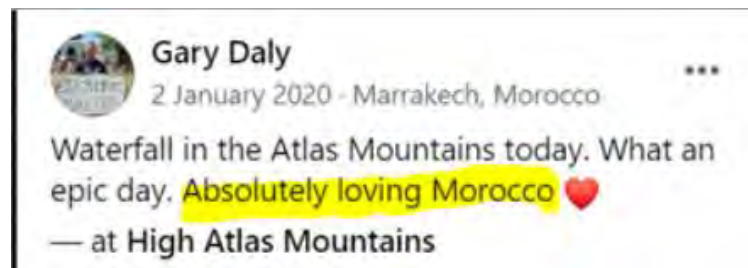 Gary Daly
2 January 2020 · Marrakech, Morocco
Waterfall in the Atlas Mountains today. What an
epic day. Absolutely loving Morocco ❤️
— at High Atlas Mountains